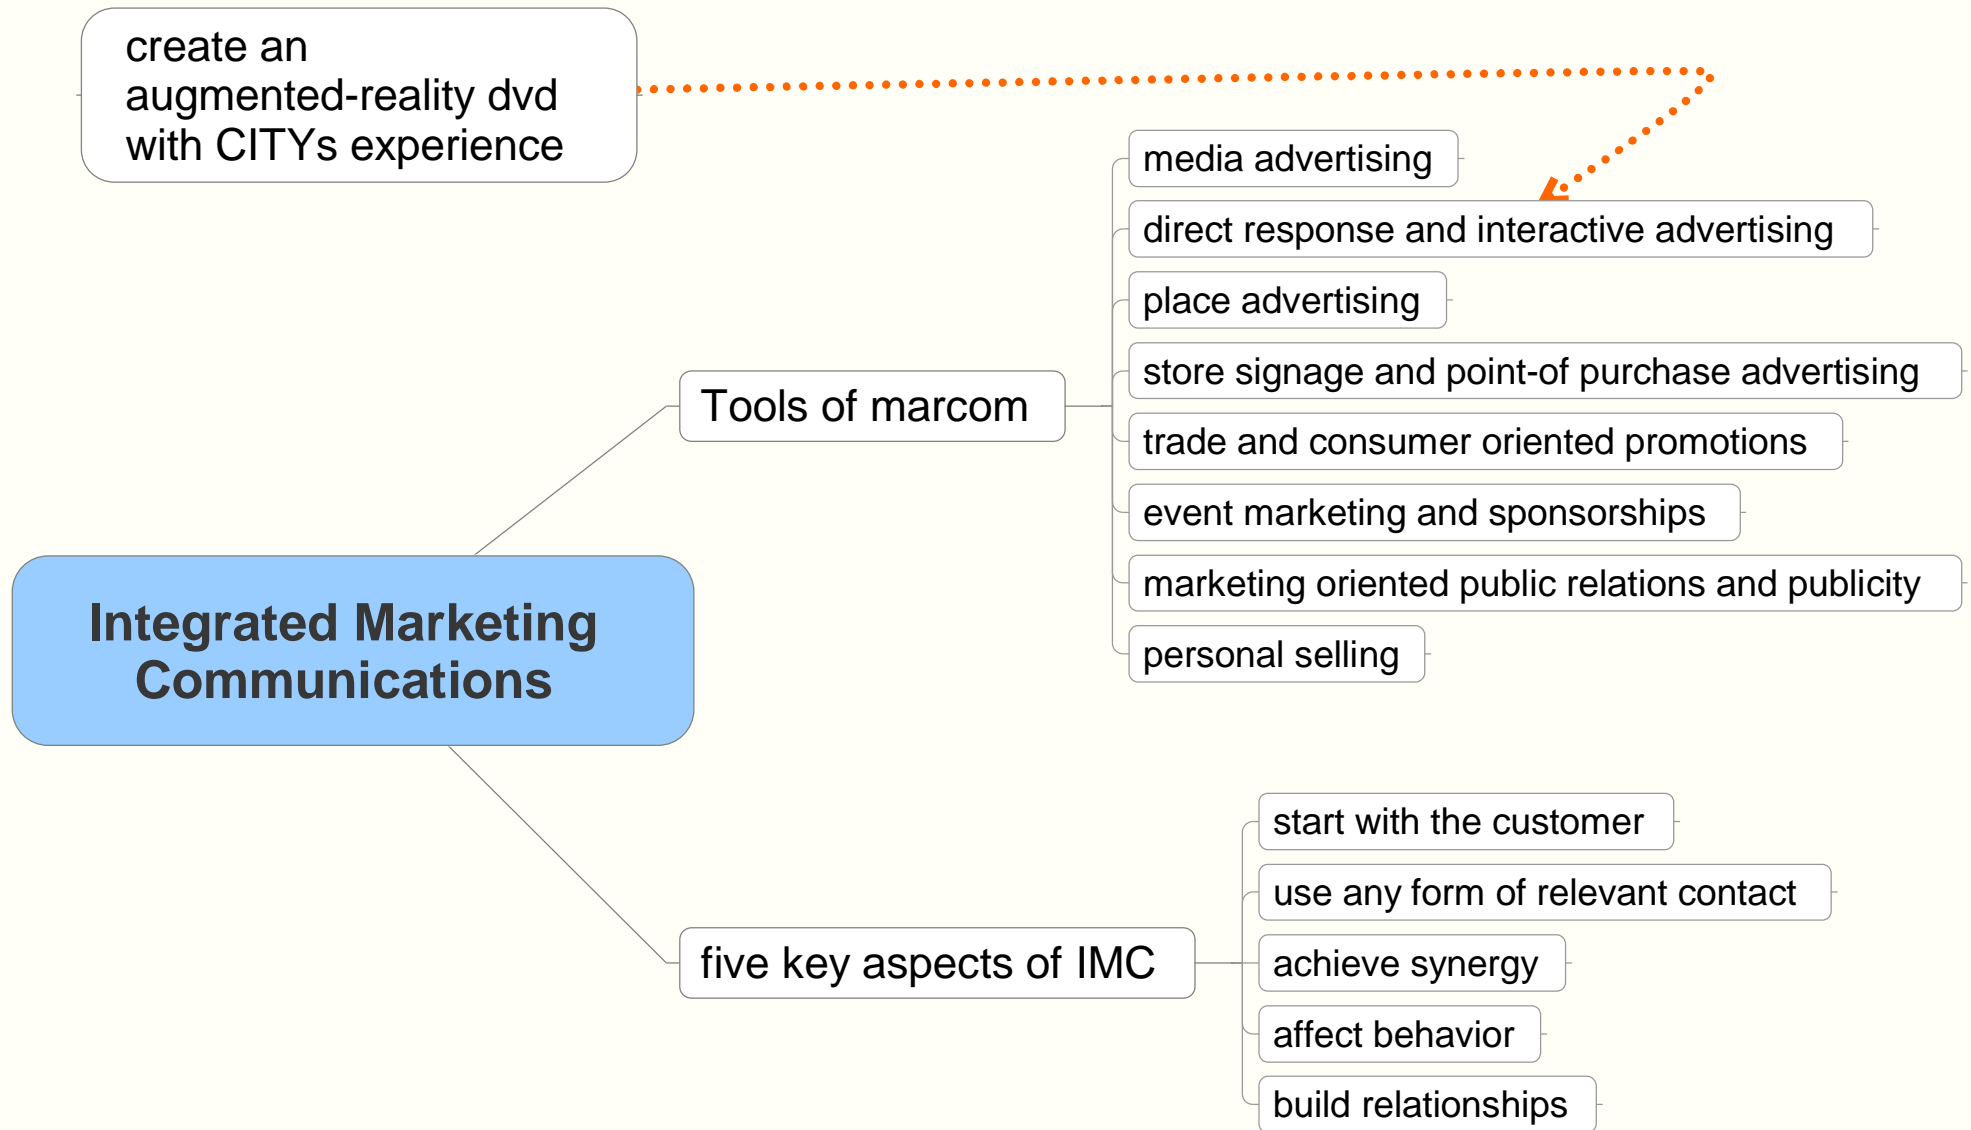 create an
augmented-reality dvd
with CITYs experience
media advertising
direct response and interactive advertising
place advertising
store signage and point-of purchase advertising
Tools of marcom
trade and consumer oriented promotions
event marketing and sponsorships
marketing oriented public relations and publicity
personal selling
Integrated Marketing
Communications
start with the customer
use any form of relevant contact
five key aspects of IMC
achieve synergy
affect behavior
build relationships